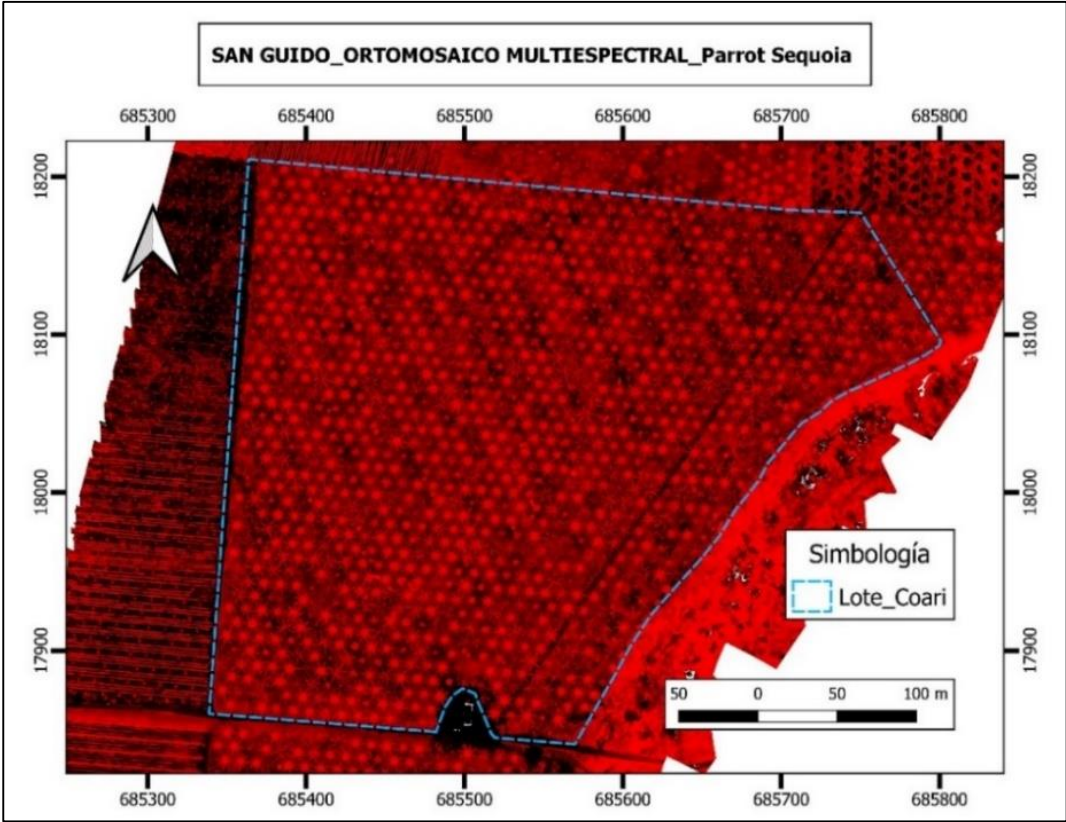 SAN GUIDO_ORTOMOSAICO MULTIESPECTRAL_Parrot Sequoia
685300 685400 685500 685600 685700 685800
18200 18200
18100 18100
18000 18000
Simbología
Lote_Coari
17900 17900
50 0 50 100 m
685300 685400 685500 685600 685700 685800